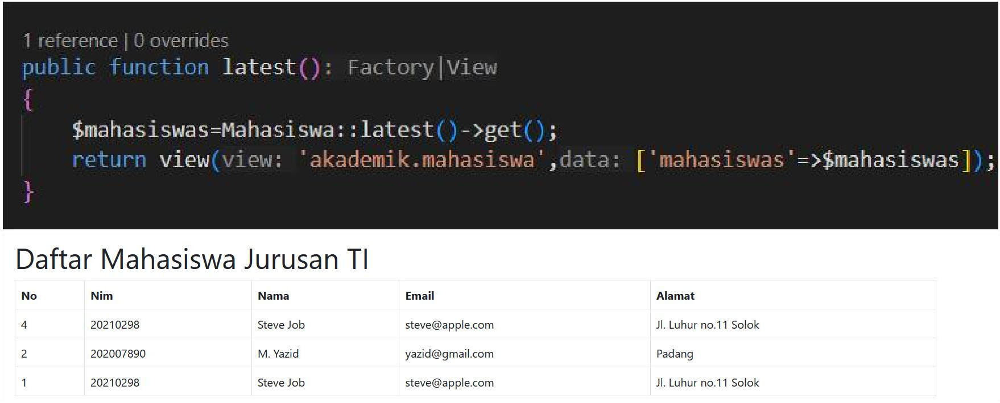 1 reference | 0 overrides
public function latest(): Factory|View
{
$mahasiswas=Mahasiswa::latest()->get();
return view(view: 'akademik.mahasiswa',data: ['mahasiswas'=>$mahasiswas]);
}
Daftar Mahasiswa Jurusan TI
No Nim Nama Email Alamat
4 20210298 Steve Job steve@apple.com Jl. Luhur no.11 Solok
2 202007890 M. Yazid yazid@gmail.com Padang
1 20210298 Steve Job steve@apple.com Jl. Luhur no.11 Solok